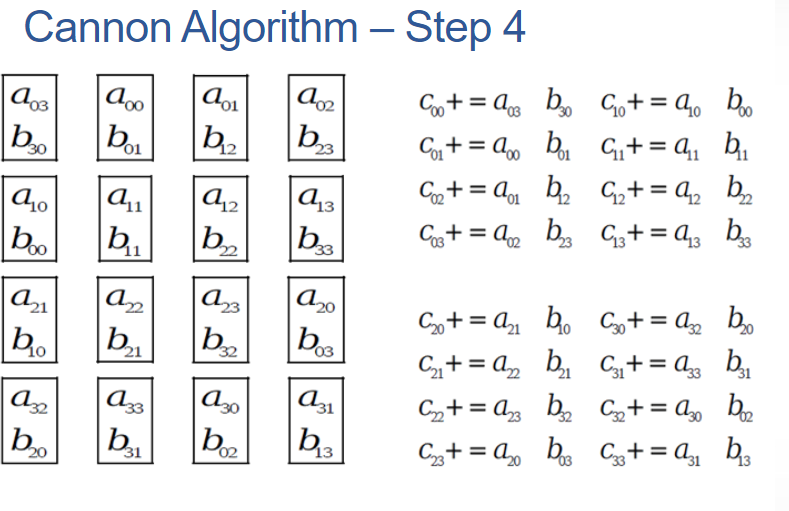 Cannon Algorithm – Step 4
a₀₃ a₀₀ a₀₁ a₀₂
b₃₀ b₀₁ b₁₂ b₂₃
a₁₀ a₁₁ a₁₂ a₁₃
b₀₀ b₁₁ b₂₂ b₃₃
a₂₁ a₂₂ a₂₃ a₂₀
b₁₀ b₂₁ b₃₂ b₀₃
a₃₂ a₃₃ a₃₀ a₃₁
b₂₀ b₃₁ b₀₂ b₁₃
c₀₀+=a₀₃ b₃₀ c₁₀+=a₁₀ b₀₀
c₀₁+=a₀₀ b₀₁ c₁₁+=a₁₁ b₁₁
c₀₂+=a₀₁ b₁₂ c₁₂+=a₁₂ b₂₂
c₀₃+=a₀₂ b₂₃ c₁₃+=a₁₃ b₃₃
c₂₀+=a₂₁ b₁₀ c₃₀+=a₃₂ b₂₀
c₂₁+=a₂₂ b₂₁ c₃₁+=a₃₃ b₃₁
c₂₂+=a₂₃ b₃₂ c₃₂+=a₃₀ b₀₂
c₂₃+=a₂₀ b₀₃ c₃₃+=a₃₁ b₁₃